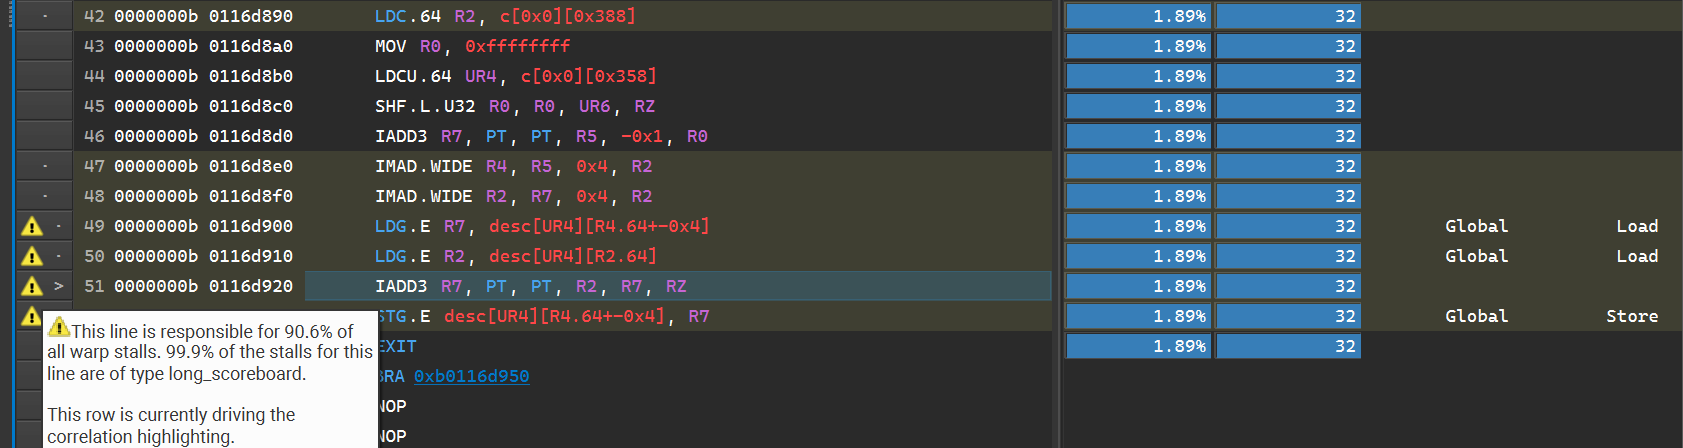 42 0000000b 0116d890 LDC.64 R2, c[0x0][0x388] 1.89% 32
43 0000000b 0116d8a0 MOV R0, 0xffffffff 1.89% 32
44 0000000b 0116d8b0 LDCU.64 UR4, c[0x0][0x358] 1.89% 32
45 0000000b 0116d8c0 SHF.L.U32 R0, R0, UR6, RZ 1.89% 32
46 0000000b 0116d8d0 IADD3 R7, PT, PT, R5, -0x1, R0 1.89% 32
47 0000000b 0116d8e0 IMAD.WIDE R4, R5, 0x4, R2 1.89% 32
48 0000000b 0116d8f0 IMAD.WIDE R2, R7, 0x4, R2 1.89% 32
49 0000000b 0116d900 LDG.E R7, desc[UR4][R4.64+-0x4] 1.89% 32 Global Load
50 0000000b 0116d910 LDG.E R2, desc[UR4][R2.64] 1.89% 32 Global Load
> 51 0000000b 0116d920 IADD3 R7, PT, PT, R2, R7, RZ 1.89% 32
STG.E desc[UR4][R4.64+-0x4], R7 1.89% 32 Global Store
EXIT 1.89% 32
BRA 0xb0116d950
NOP
NOP
This line is responsible for 90.6% of
all warp stalls. 99.9% of the stalls for this
line are of type long_scoreboard.
This row is currently driving the
correlation highlighting.